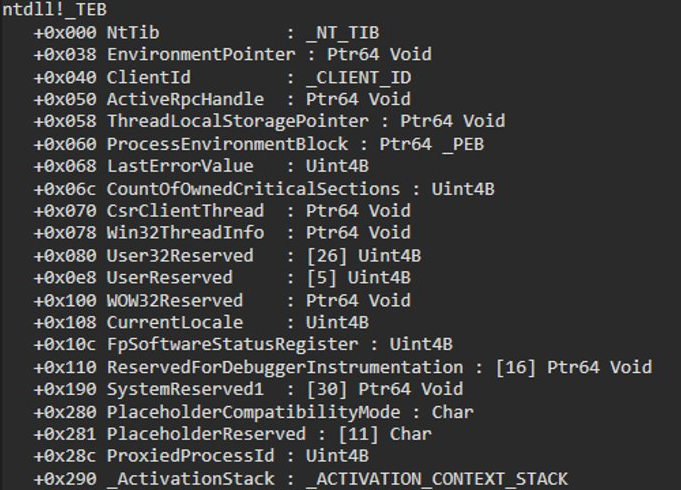 ntdll!_TEB
+0x000 NtTib : _NT_TIB
+0x038 EnvironmentPointer : Ptr64 Void
+0x040 ClientId : _CLIENT_ID
+0x050 ActiveRpcHandle : Ptr64 Void
+0x058 ThreadLocalStoragePointer : Ptr64 Void
+0x060 ProcessEnvironmentBlock : Ptr64 _PEB
+0x068 LastErrorValue : Uint4B
+0x06c CountOfOwnedCriticalSections : Uint4B
+0x070 CsrClientThread : Ptr64 Void
+0x078 Win32ThreadInfo : Ptr64 Void
+0x080 User32Reserved : [26] Uint4B
+0x0e8 UserReserved : [5] Uint4B
+0x100 WOW32Reserved : Ptr64 Void
+0x108 CurrentLocale : Uint4B
+0x10c FpSoftwareStatusRegister : Uint4B
+0x110 ReservedForDebuggerInstrumentation : [16] Ptr64 Void
+0x190 SystemReserved1 : [30] Ptr64 Void
+0x280 PlaceholderCompatibilityMode : Char
+0x281 PlaceholderReserved : [11] Char
+0x28c ProxiedProcessId : Uint4B
+0x290 _ActivationStack : _ACTIVATION_CONTEXT_STACK